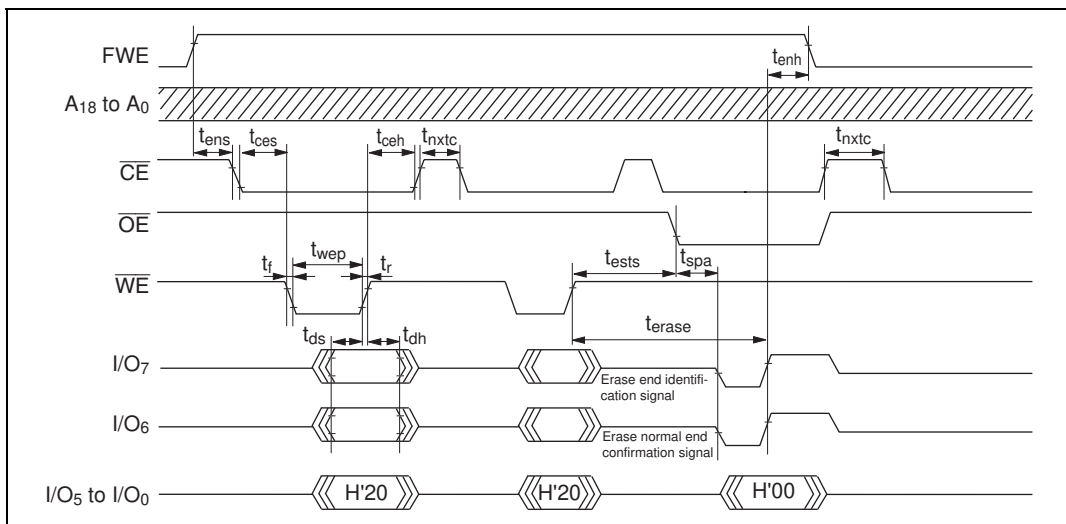 FWE
tenh
A18 to A0
tens tces tceh tnxtc tnxtc
CE
OE
twep
tf tr tests tspa
WE
terase
tds tdh
I/O7
Erase end identifi-
cation signal
I/O6
Erase normal end
confirmation signal
I/O5 to I/O0 H'20 H'20 H'00